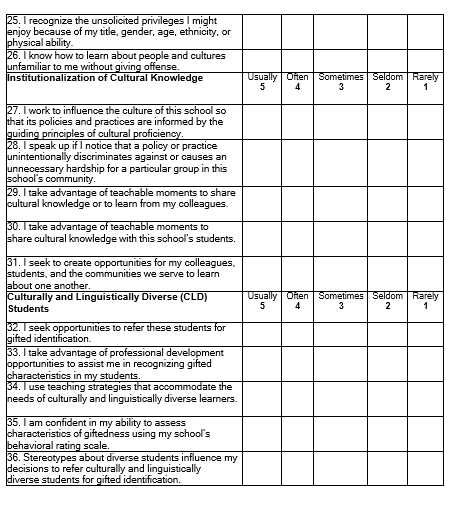 25. I recognize the unsolicited privileges I might
enjoy because of my title, gender, age, ethnicity, or
physical ability.
26. I know how to learn about people and cultures
unfamiliar to me without giving offense.
Institutionalization of Cultural Knowledge Usually Often Sometimes Seldom Rarely
5 4 3 2 1
27. I work to influence the culture of this school so
that its policies and practices are informed by the
guiding principles of cultural proficiency.
28. I speak up if I notice that a policy or practice
unintentionally discriminates against or causes an
unnecessary hardship for a particular group in this
school's community.
29. I take advantage of teachable moments to share
cultural knowledge or to learn from my colleagues.
30. I take advantage of teachable moments to
share cultural knowledge with this school's students.
31. I seek to create opportunities for my colleagues,
students, and the communities we serve to learn
about one another.
Culturally and Linguistically Diverse (CLD) Usually Often Sometimes Seldom Rarely
Students 5 4 3 2 1
32. I seek opportunities to refer these students for
gifted identification.
33. I take advantage of professional development
opportunities to assist me in recognizing gifted
characteristics in my students.
34. I use teaching strategies that accommodate the
needs of culturally and linguistically diverse learners.
35. I am confident in my ability to assess
characteristics of giftedness using my school's
behavioral rating scale.
36. Stereotypes about diverse students influence my
decisions to refer culturally and linguistically
diverse students for gifted identification.